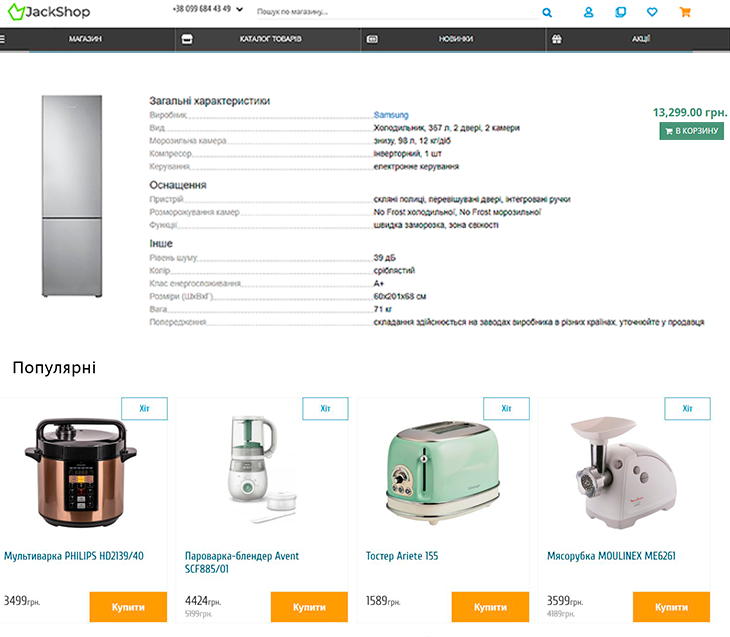 JackShop
+38 099 684 43 49
Пошук по магазину...
МАГАЗИН
КАТАЛОГ ТОВАРІВ
НОВИНКИ
АКЦІЇ
Загальні характеристики
Виробник Samsung
Вид Холодильник, 367 л, 2 двері, 2 камери
Морозильна камера знизу, 98 л, 12 кг/діб
Компресор інверторний, 1 шт
Керування електронне керування
13,299.00 грн.
В КОРЗИНУ
Оснащення
Пристрій скляні полиці, перевішувані двері, інтегровані ручки
Розморожування камер No Frost холодильної, No Frost морозильної
Функції швидка заморозка, зона свіжості
Інше
Рівень шуму 39 дБ
Колір сріблястий
Клас енергоспоживання A+
Розміри (ШхВхГ) 60x201x68 см
Вага 71 кг
Попередження складання здійснюється на заводах виробника в різних країнах, уточнюйте у продавця
Популярні
Хіт
Хіт
Хіт
Хіт
Мультиварка PHILIPS HD2139/40
3499грн.
Купити
Пароварка-блендер Avent
SCF885/01
4424грн.
5199грн.
Купити
Тостер Ariete 155
1589грн.
Купити
Мясорубка MOULINEX ME6261
3599грн.
4189грн.
Купити